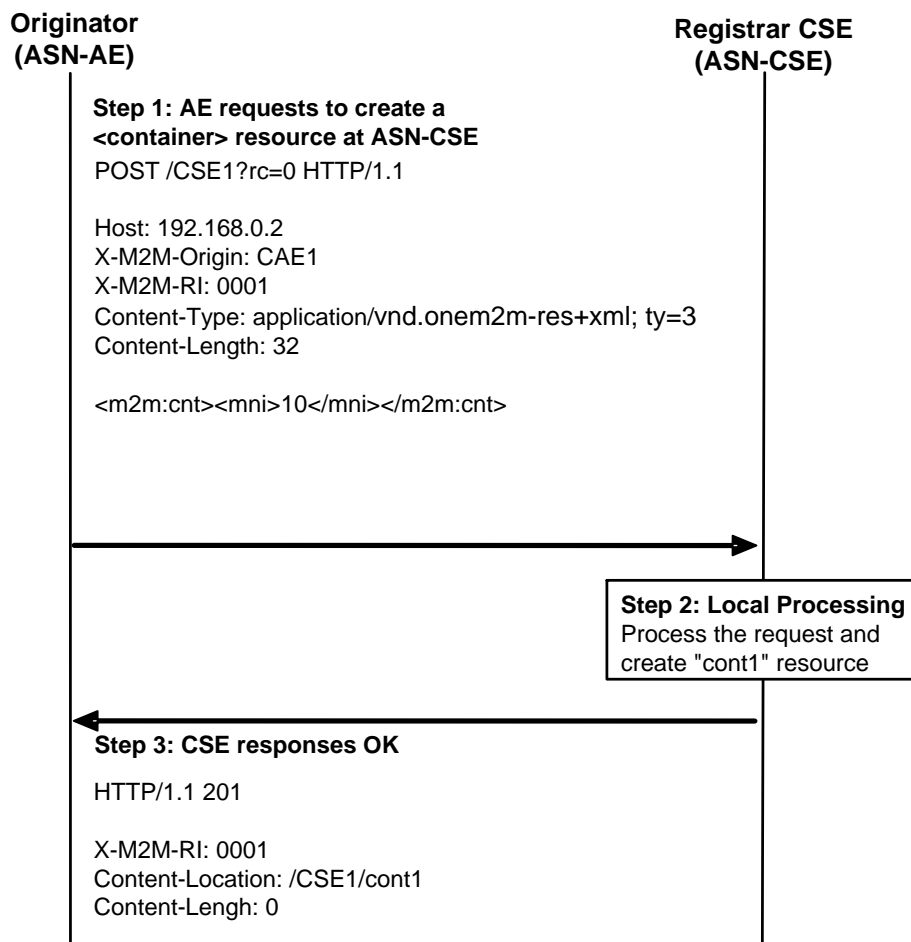 Originator
(ASN-AE)
Registrar CSE
(ASN-CSE)
Step 1: AE requests to create a
<container> resource at ASN-CSE
POST /CSE1?rc=0 HTTP/1.1
Host: 192.168.0.2
X-M2M-Origin: CAE1
X-M2M-RI: 0001
Content-Type: application/vnd.onem2m-res+xml; ty=3
Content-Length: 32
<m2m:cnt><mni>10</mni></m2m:cnt>
Step 2: Local Processing
Process the request and
create "cont1" resource
Step 3: CSE responses OK
HTTP/1.1 201
X-M2M-RI: 0001
Content-Location: /CSE1/cont1
Content-Lengh: 0